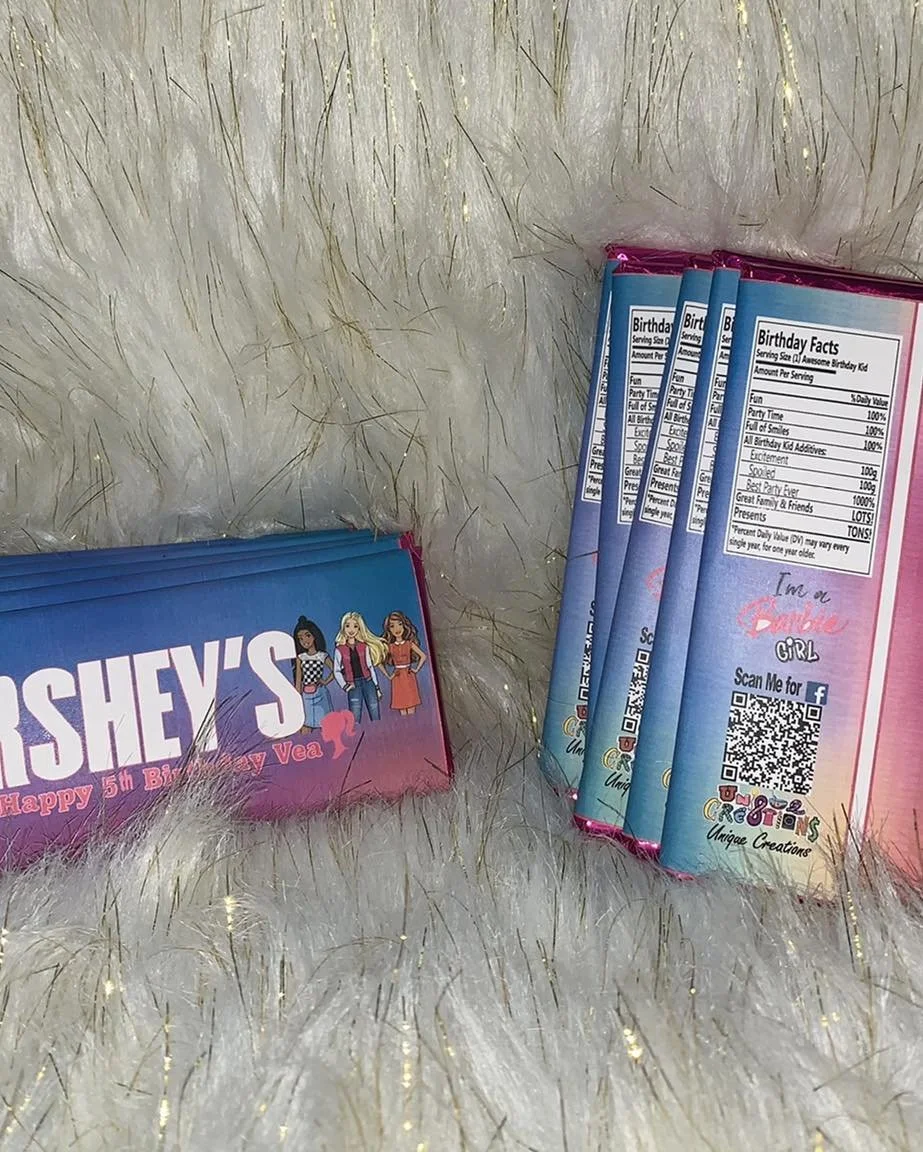 RSHEY'S
Happy 5th Birthday Vea
Birthday Facts
Serving Size (1) Awesome Birthday Kid
Amount Per Serving
%Daily Value
Fun 100%
Party Time 100%
Full of Smiles 100%
All Birthday Kid Additives:
Excitement 100g
Spoiled 100g
Best Party Ever 1000%
Great Family & Friends LOTS!
Presents TONS!
*Percent Daily Value (DV) may vary every
single year, for one year older.
I'm a
Barbie
GiRL
Scan Me for f
Unique Creations